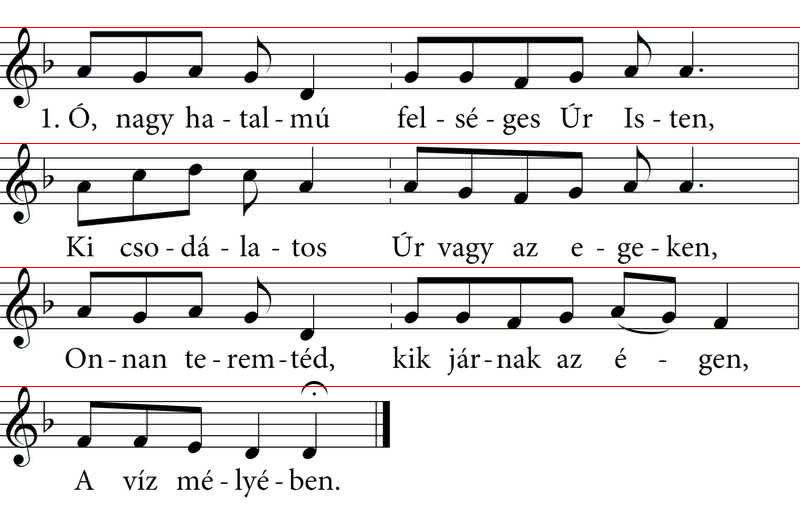 1. Ó, nagy ha - tal - mú fel - sé - ges Úr Is - ten,
Ki cso - dá - la - tos Úr vagy az e - ge - ken,
On - nan te - rem - téd, kik jár - nak az é - gen,
A víz mé - lyé - ben.